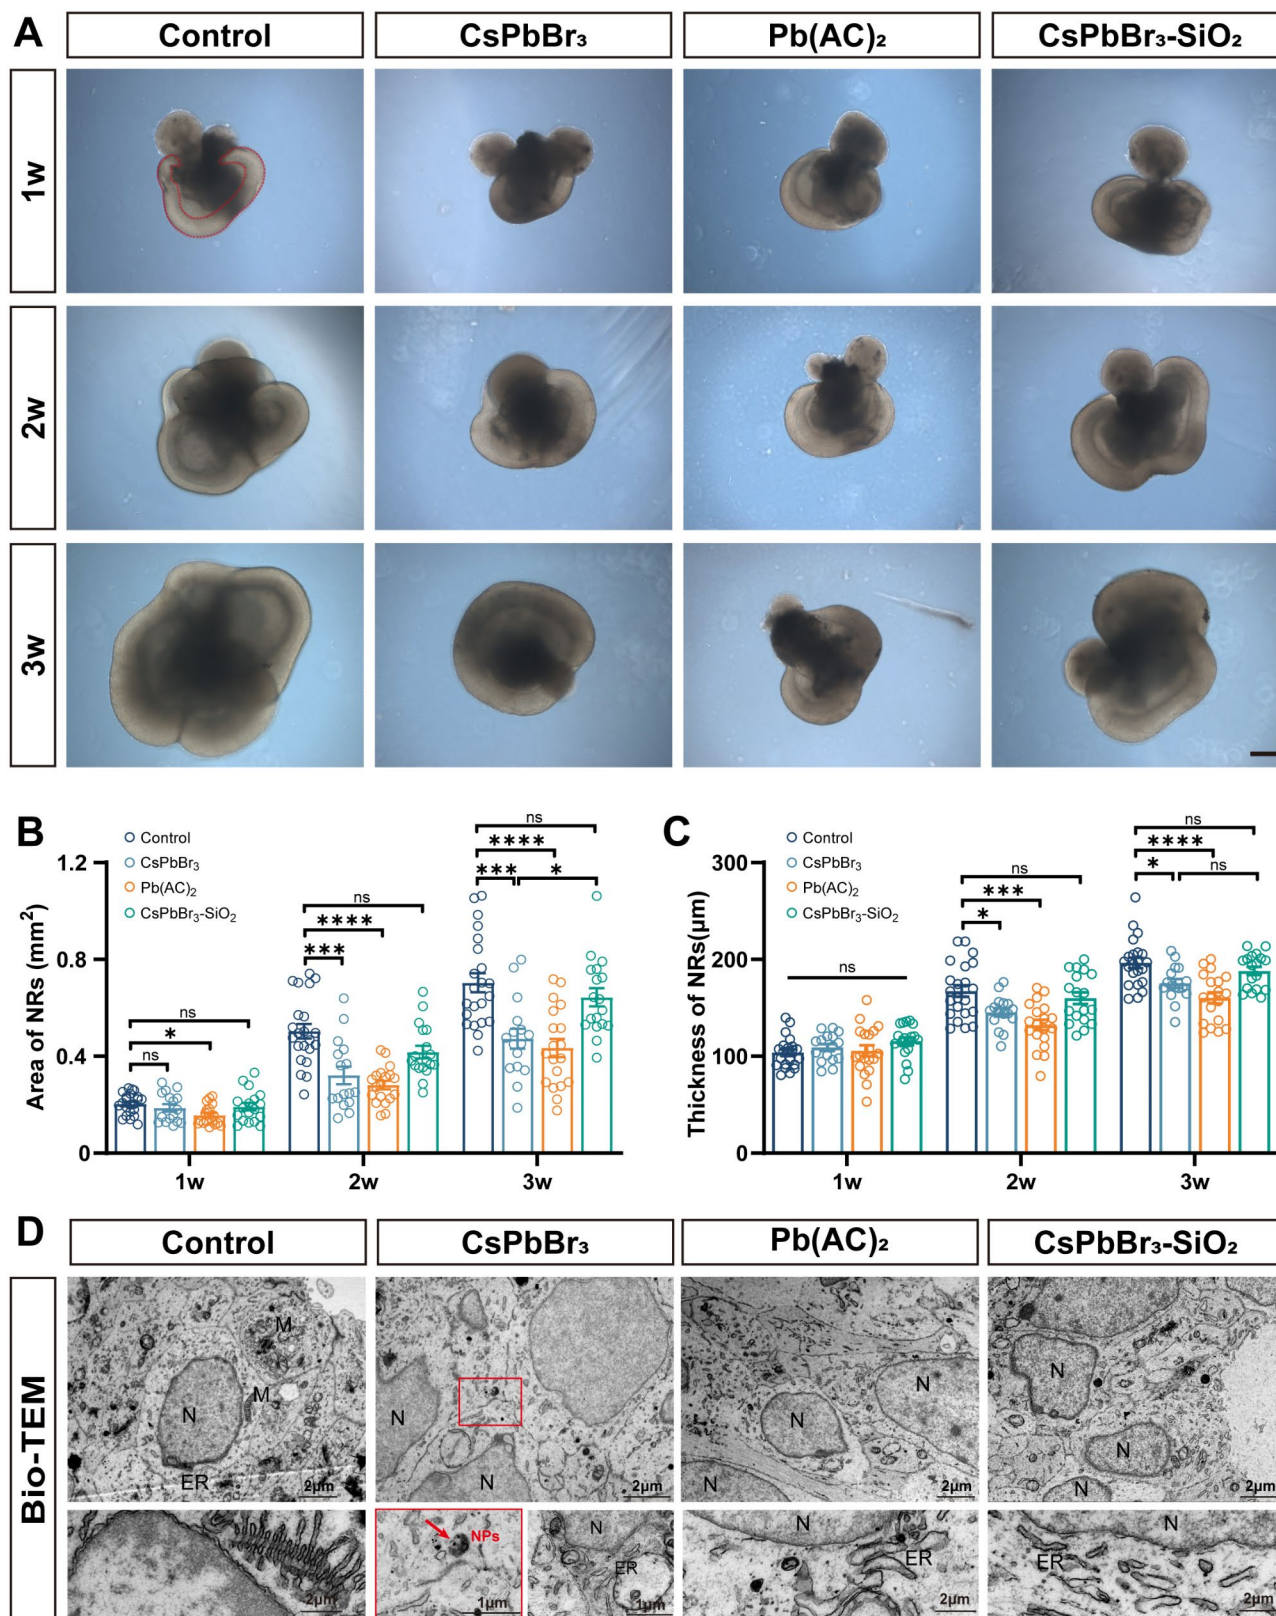 A
Control
CsPbBr₃
Pb(AC)₂
CsPbBr₃-SiO₂
1w
2w
3w
B
Control
CsPbBr₃
Pb(AC)₂
CsPbBr₃-SiO₂
Area of NRs (mm²)
1.2
0.8
0.4
0
ns
*
ns
ns
****
***
ns
****
***
*
1w
2w
3w
C
Control
CsPbBr₃
Pb(AC)₂
CsPbBr₃-SiO₂
Thickness of NRs(μm)
300
200
100
0
ns
ns
***
*
ns
****
*
ns
1w
2w
3w
D
Control
CsPbBr₃
Pb(AC)₂
CsPbBr₃-SiO₂
Bio-TEM
M
M
N
ER
2μm
N
N
2μm
N
N
N
2μm
N
N
N
2μm
2μm
NPs
1μm
N
ER
1μm
N
ER
2μm
N
ER
2μm